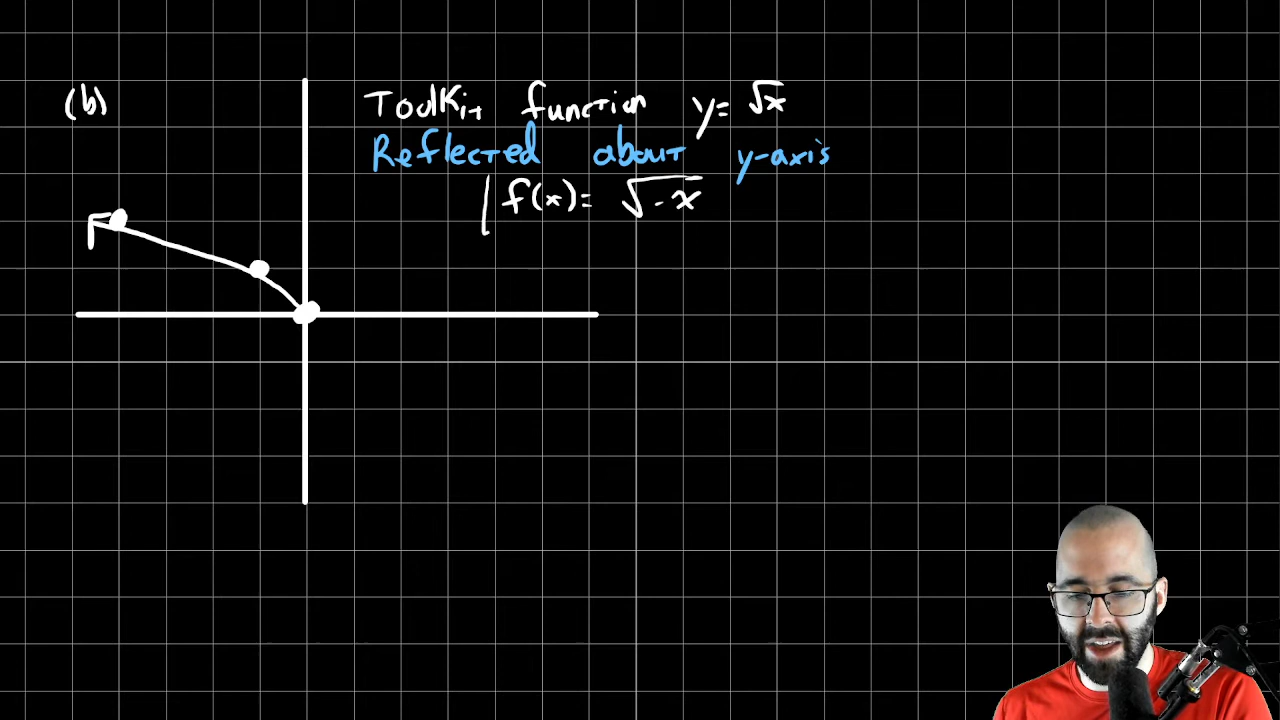 (b)
Toolkit function y = √x
Reflected about y-axis
f(x) = √-x